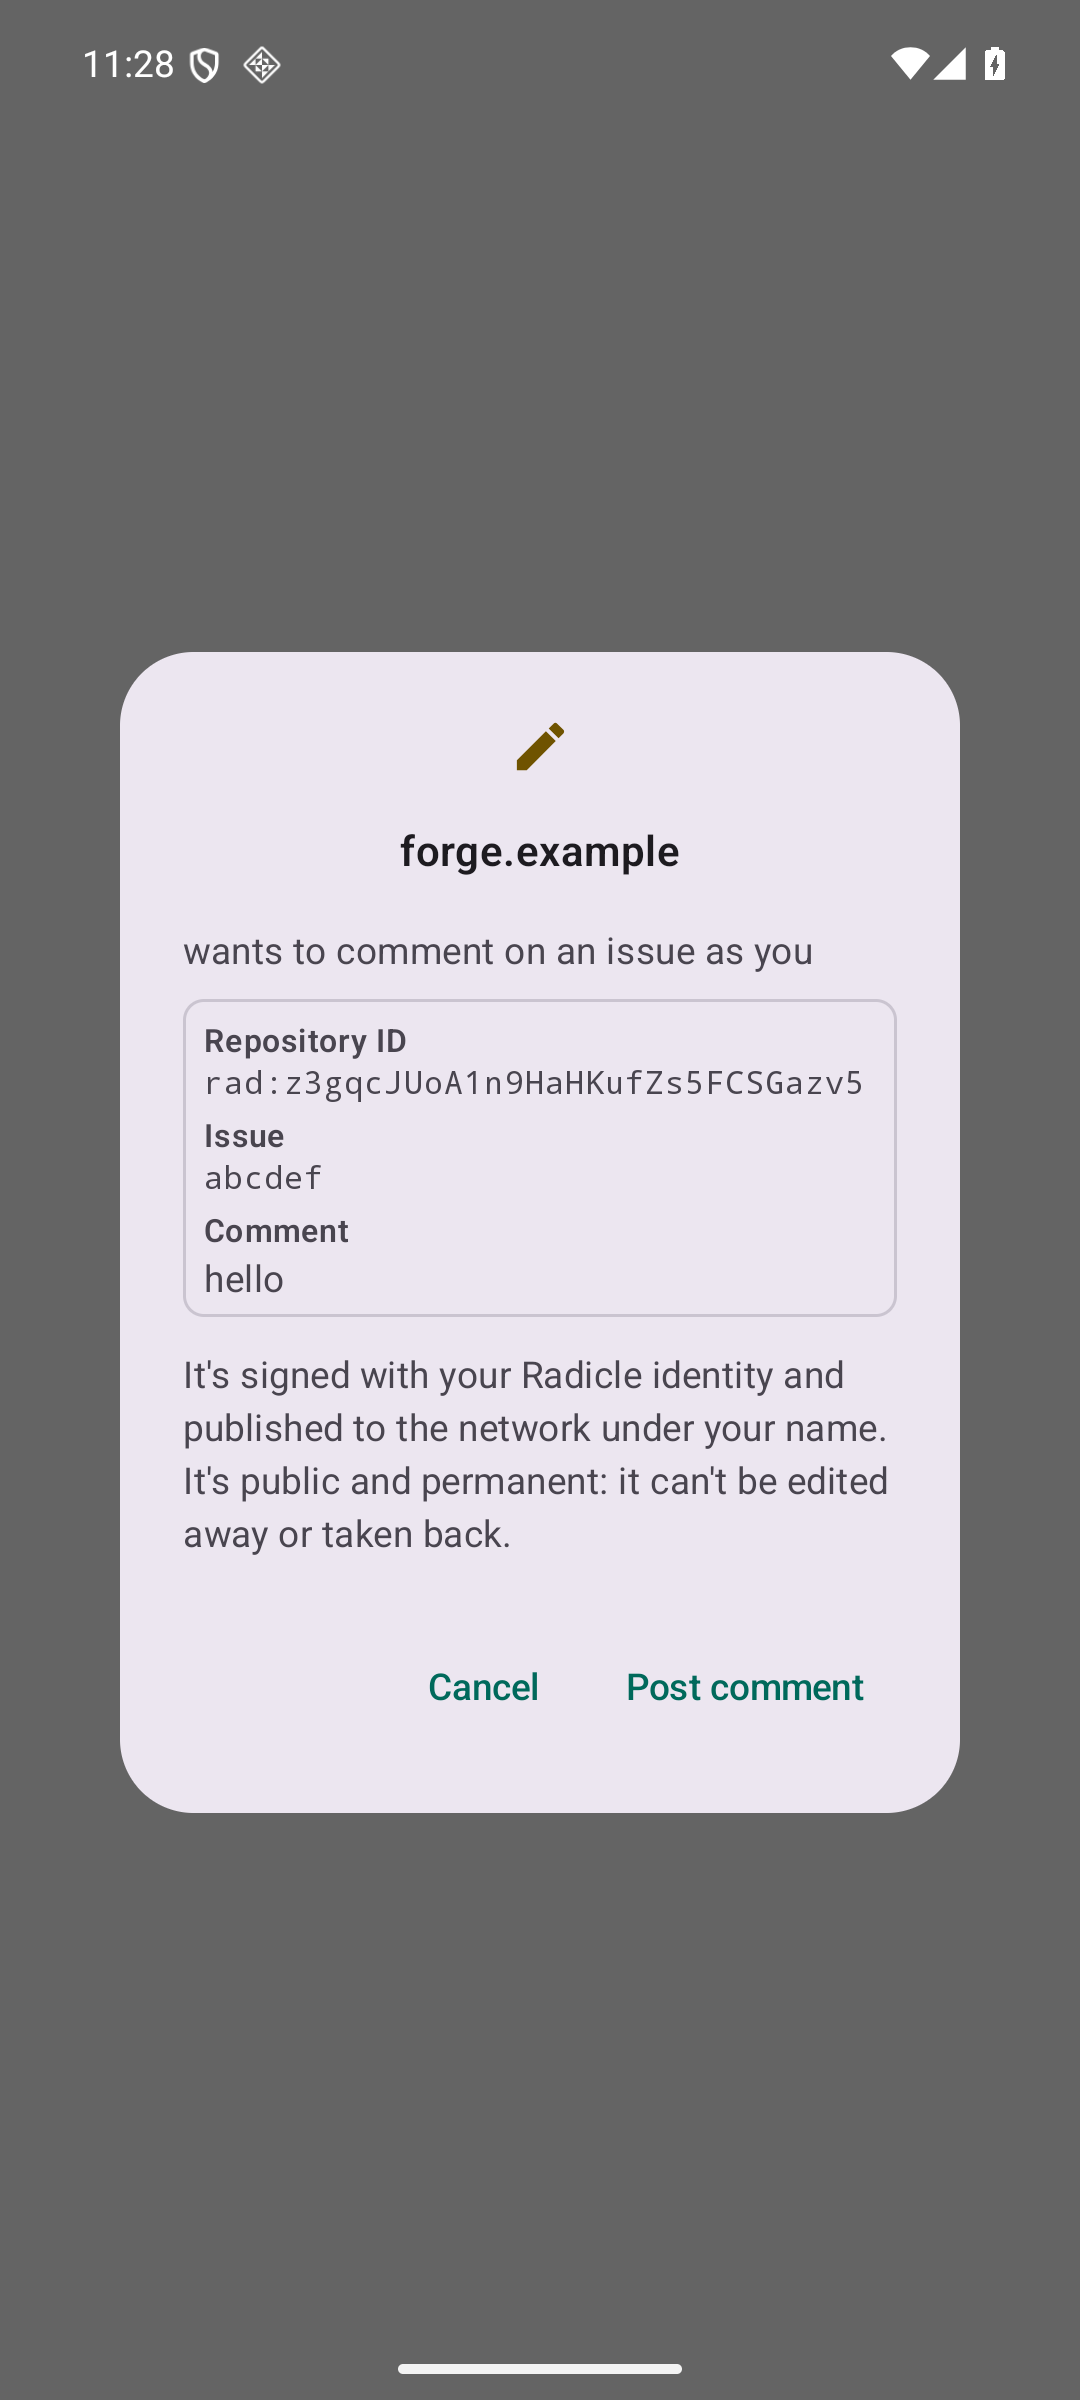 11:28
forge.example
wants to comment on an issue as you
Repository ID
rad:z3gqcJUoA1n9HaHKufZs5FCSGazv5
Issue
abcdef
Comment
hello
It's signed with your Radicle identity and
published to the network under your name.
It's public and permanent: it can't be edited
away or taken back.
Cancel Post comment